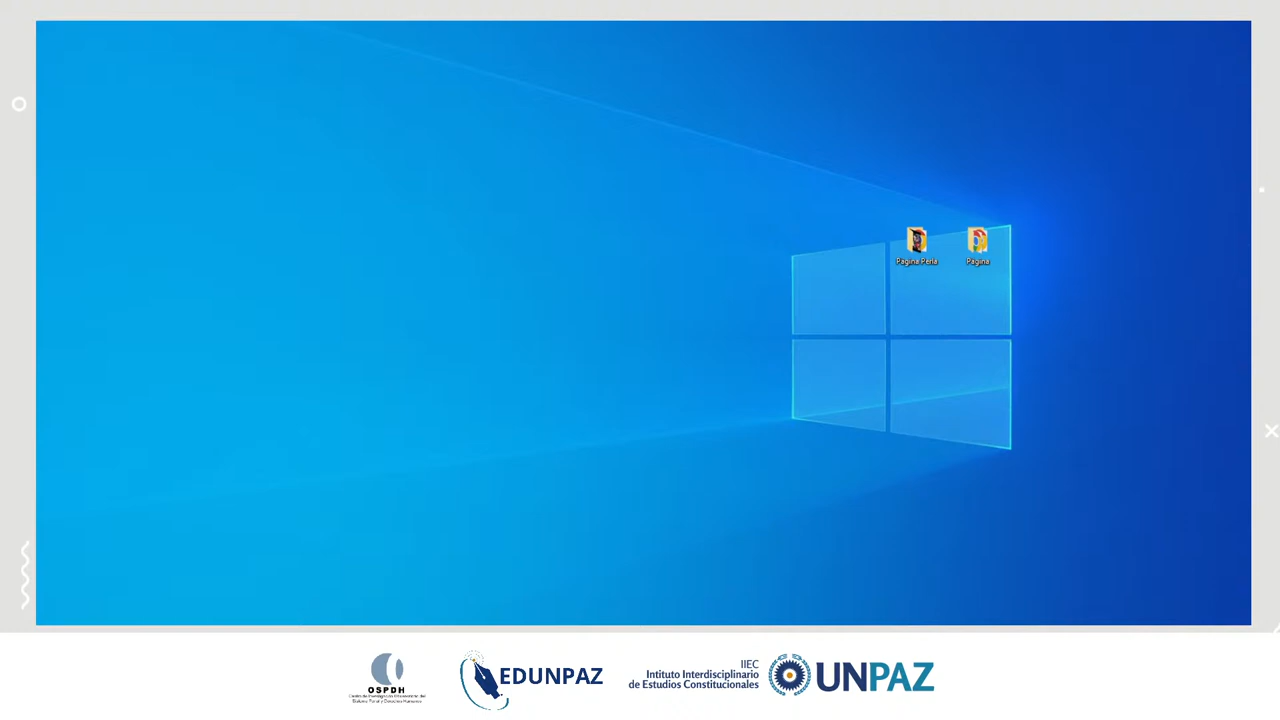 Pagina Perla
Pagina
OSPDH
EDUNPAZ
IIEC
Intituto Interdisciplinario
de Estudios Constitucionales
UNPAZ